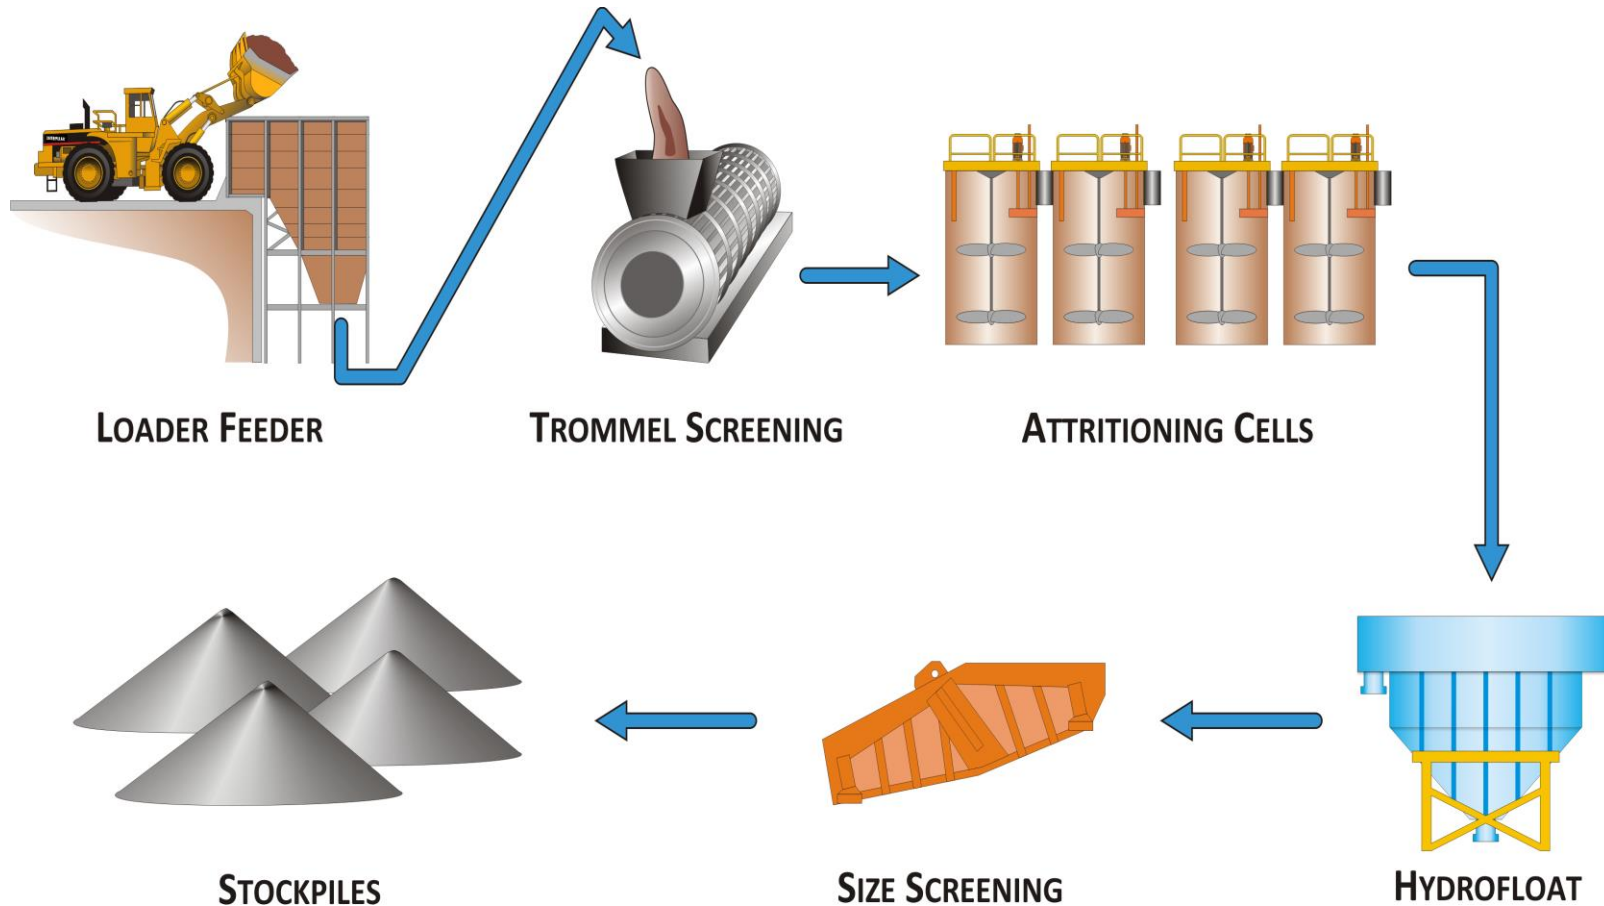 LOADER FEEDER
TROMMEL SCREENING
ATTRITIONING CELLS
STOCKPILES
SIZE SCREENING
HYDROFLOAT